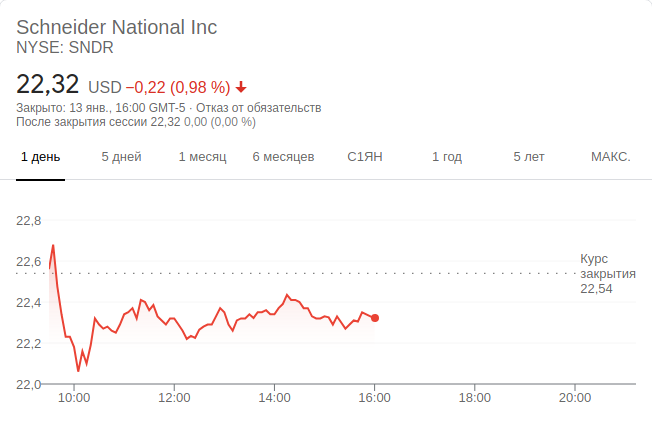 Schneider National Inc
NYSE: SNDR
22,32 USD −0,22 (0,98 %)
Закрыто: 13 янв., 16:00 GMT-5 · Отказ от обязательств
После закрытия сессии 22,32 0,00 (0,00 %)
1 день 5 дней 1 месяц 6 месяцев С1ЯН 1 год 5 лет МАКС.
22,8
22,6
22,4
22,2
22,0
Курс
закрытия
22,54
10:00 12:00 14:00 16:00 18:00 20:00